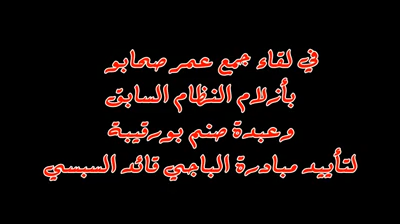 في لقاء جمع عمر صحابو
بأزلام النظام السابق
وعبدة صنم بورقيبة
لتأييد مبادرة الباجي قائد السبسي